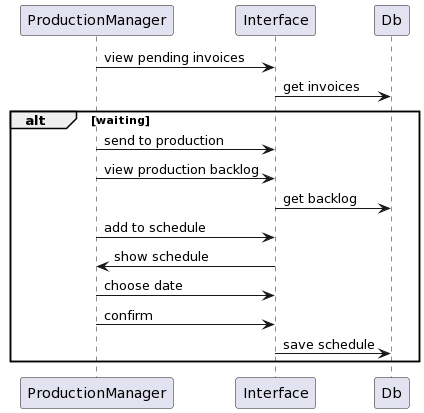 ProductionManager Interface Db
view pending invoices
get invoices
alt [waiting]
send to production
view production backlog
get backlog
add to schedule
show schedule
choose date
confirm
save schedule
ProductionManager Interface Db